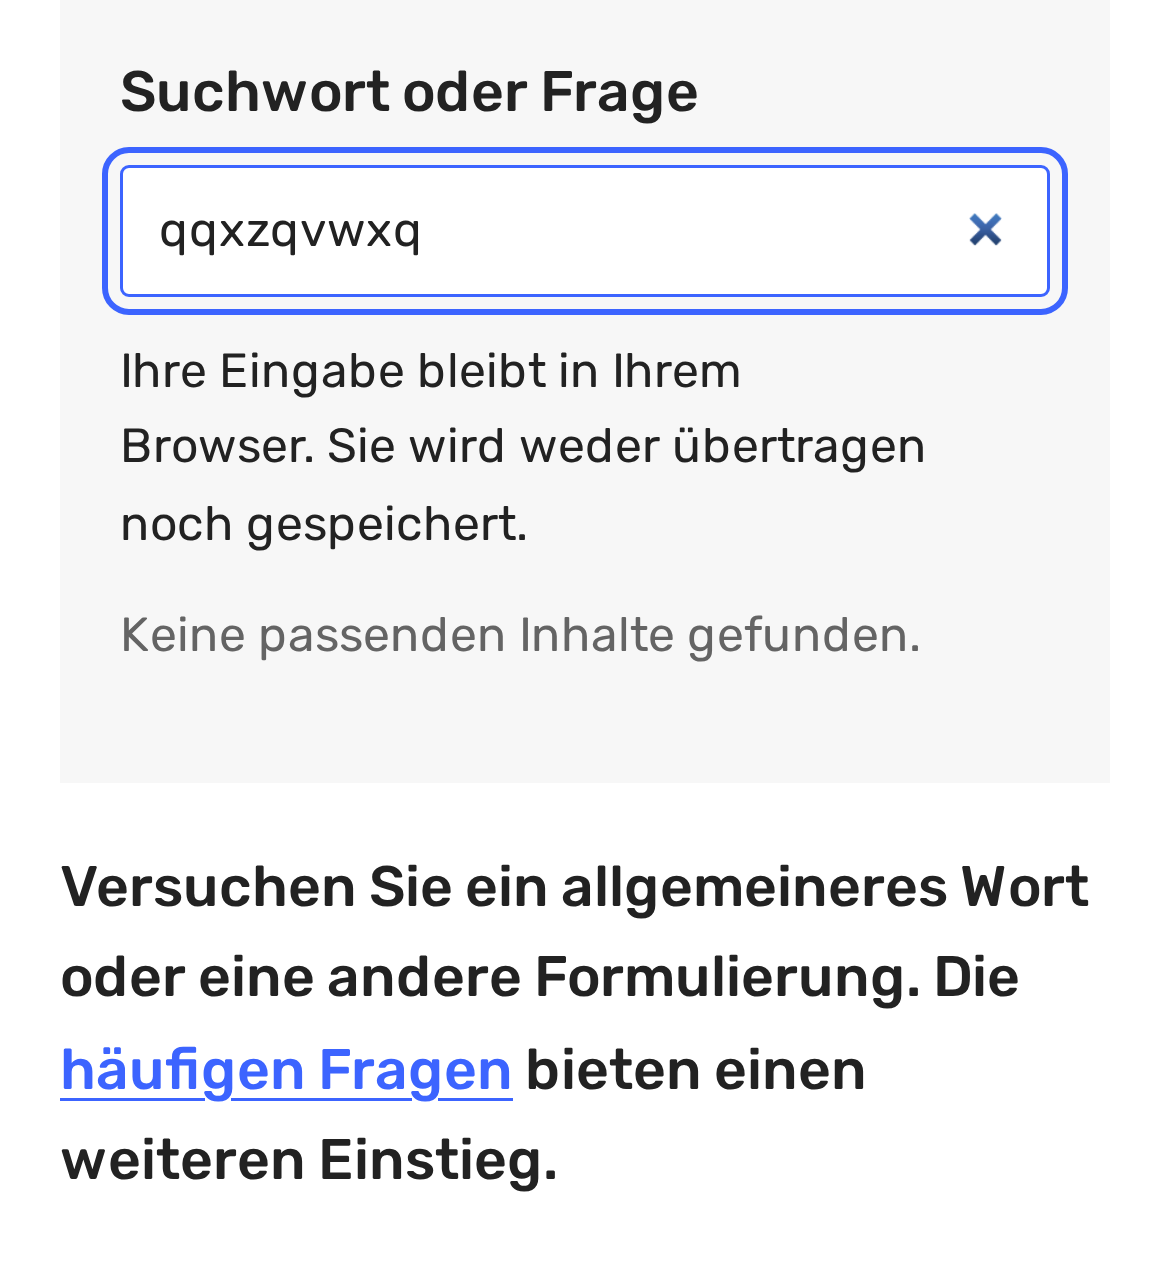 Suchwort oder Frage
qqxzqvwxq
Ihre Eingabe bleibt in Ihrem
Browser. Sie wird weder übertragen
noch gespeichert.
Keine passenden Inhalte gefunden.
Versuchen Sie ein allgemeineres Wort
oder eine andere Formulierung. Die
häufigen Fragen bieten einen
weiteren Einstieg.